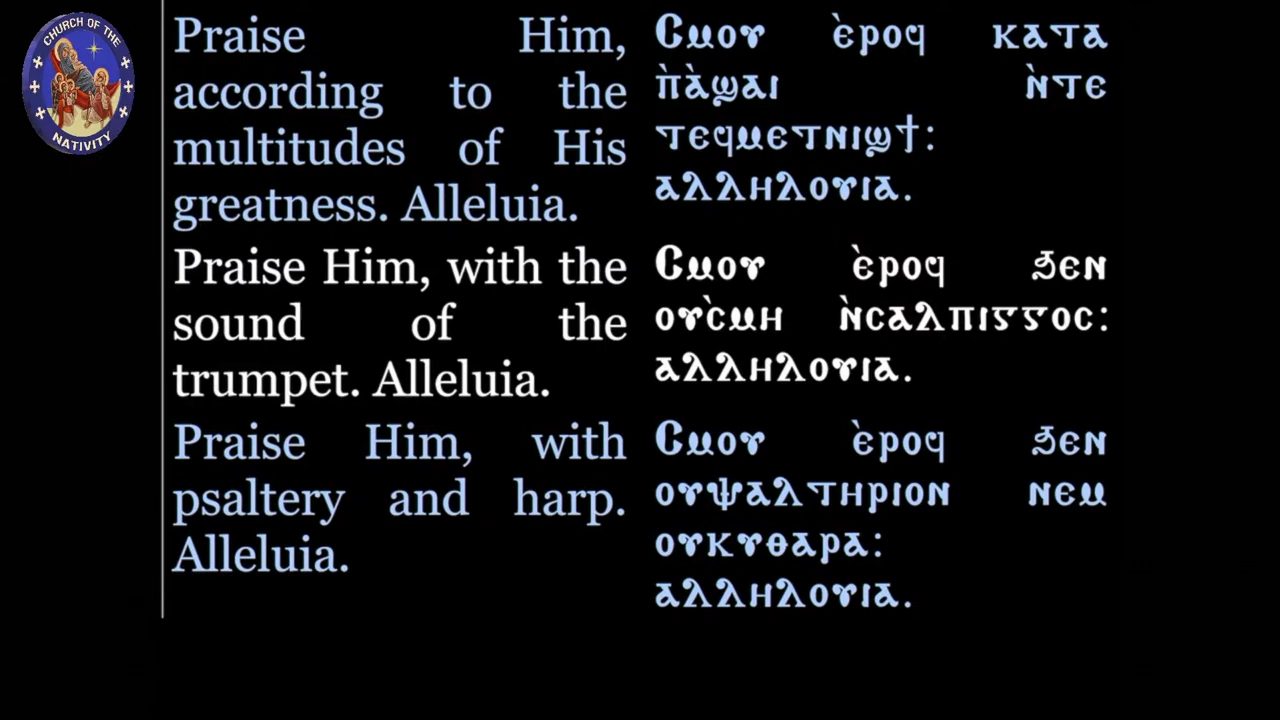 CHURCH OF THE
NATIVITY
Praise Him,
according to the
multitudes of His
greatness. Alleluia.
Ⲥⲙⲟⲩ ⲉ̀ⲣⲟϥ ⲕⲁⲧⲁ
ⲡ̀ⲁ̀ϣⲁⲓ ⲛ̀ⲧⲉ
ⲧⲉϥⲙⲉⲧⲛⲓϣϯ:
ⲁⲗⲗⲏⲗⲟⲩⲓⲁ.
Praise Him, with the
sound of the
trumpet. Alleluia.
Ⲥⲙⲟⲩ ⲉ̀ⲣⲟϥ ϧⲉⲛ
ⲟⲩⲥ̀ⲙⲏ ⲛ̀ⲥⲁⲗⲡⲓⲅⲅⲟⲥ:
ⲁⲗⲗⲏⲗⲟⲩⲓⲁ.
Praise Him, with
psaltery and harp.
Alleluia.
Ⲥⲙⲟⲩ ⲉ̀ⲣⲟϥ ϧⲉⲛ
ⲟⲩⲯⲁⲗⲧⲏⲣⲓⲟⲛ ⲛⲉⲙ
ⲟⲩⲕⲩⲑⲁⲣⲁ:
ⲁⲗⲗⲏⲗⲟⲩⲓⲁ.